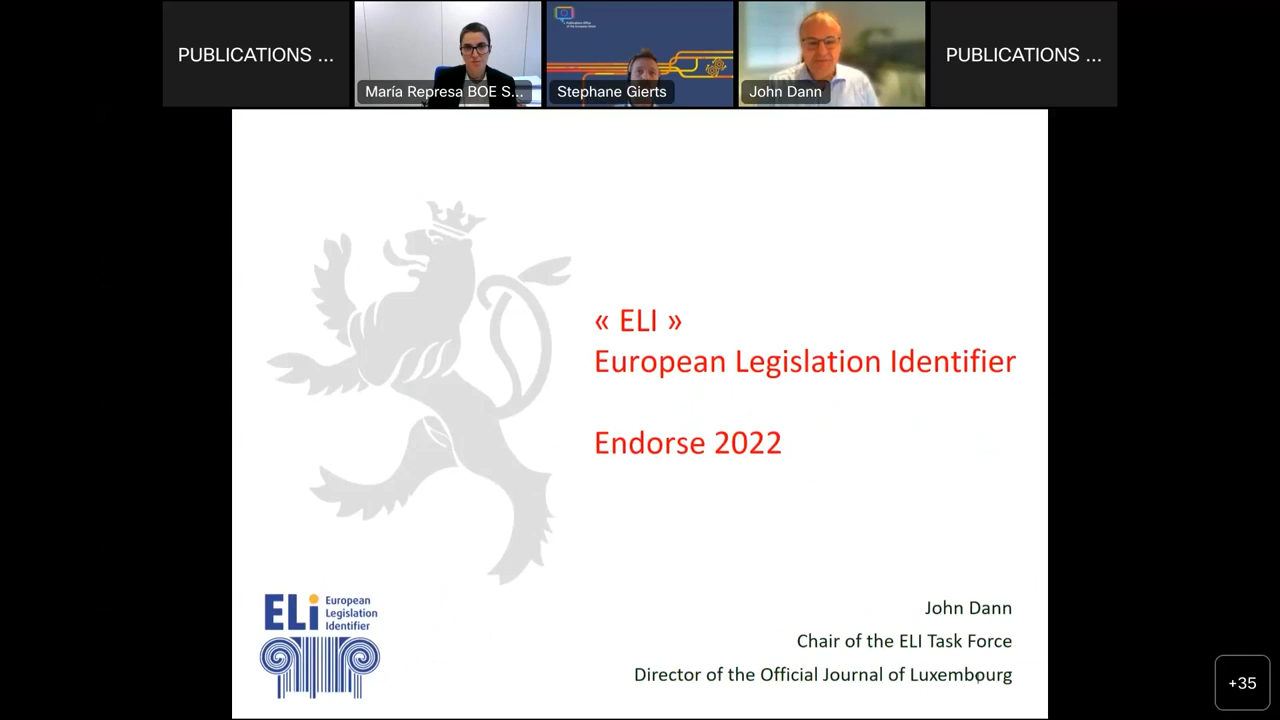 PUBLICATIONS ...
María Represa BOE S...
Stephane Gierts
John Dann
PUBLICATIONS ...
« ELI »
European Legislation Identifier
Endorse 2022
ELI European
Legislation
Identifier
John Dann
Chair of the ELI Task Force
Director of the Official Journal of Luxembourg
+35